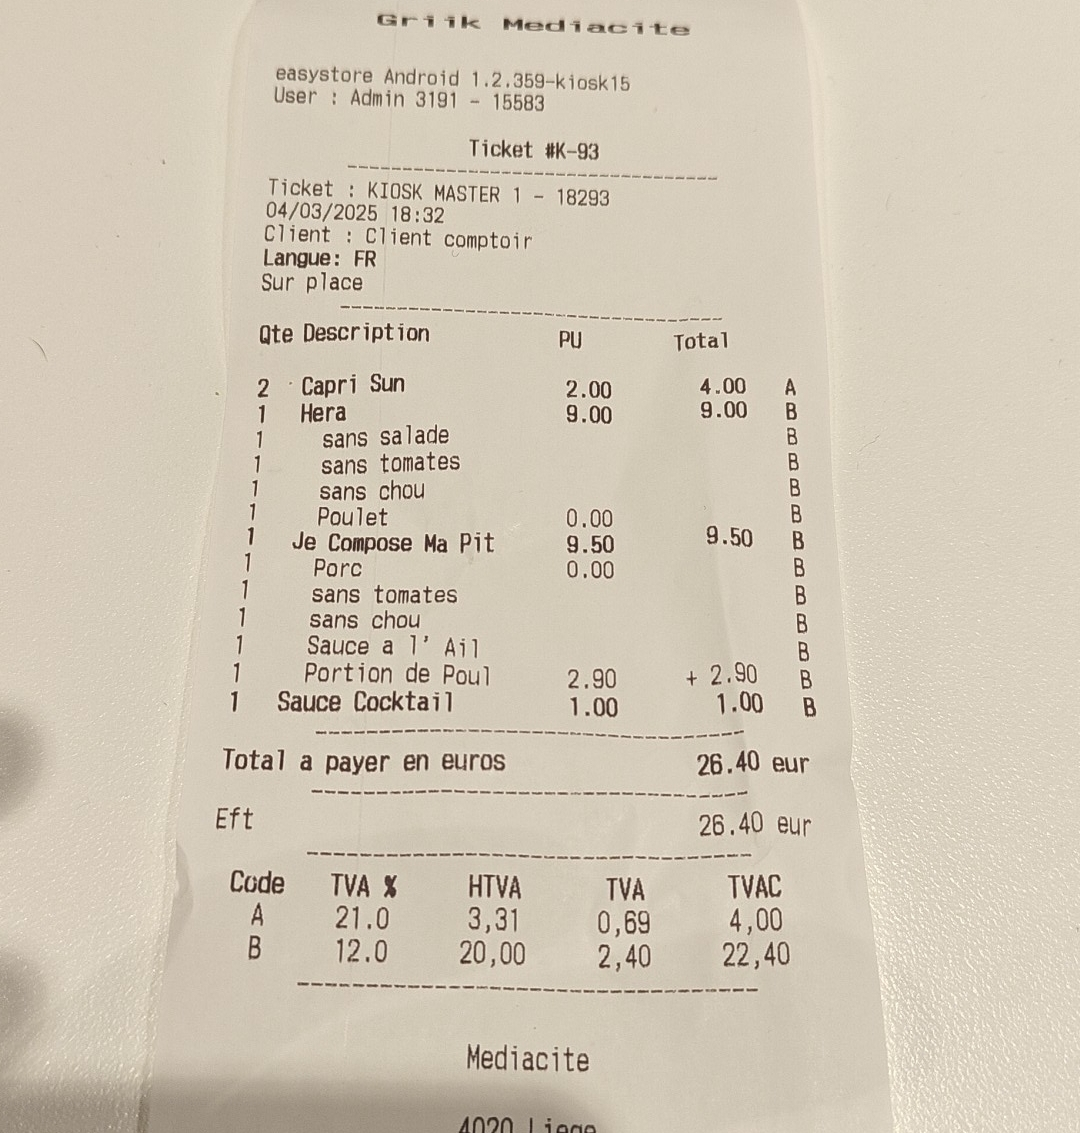 Griik Mediacite
easystore Android 1.2.359-kiosk15
User : Admin 3191 - 15583
Ticket #K-93
Ticket : KIOSK MASTER 1 - 18293
04/03/2025 18:32
Client : Client comptoir
Langue: FR
Sur place
Qte Description PU Total
2 Capri Sun 2.00 4.00 A
1 Hera 9.00 9.00 B
1 sans salade B
1 sans tomates B
1 sans chou B
1 Poulet 0.00 B
1 Je Compose Ma Pit 9.50 9.50 B
1 Porc 0.00 B
1 sans tomates B
1 sans chou B
1 Sauce a l' Ail B
1 Portion de Poul 2.90 + 2.90 B
1 Sauce Cocktail 1.00 1.00 B
Total a payer en euros 26.40 eur
Eft 26.40 eur
Code TVA % HTVA TVA TVAC
A 21.0 3,31 0,69 4,00
B 12.0 20,00 2,40 22,40
Mediacite
4020 Liege